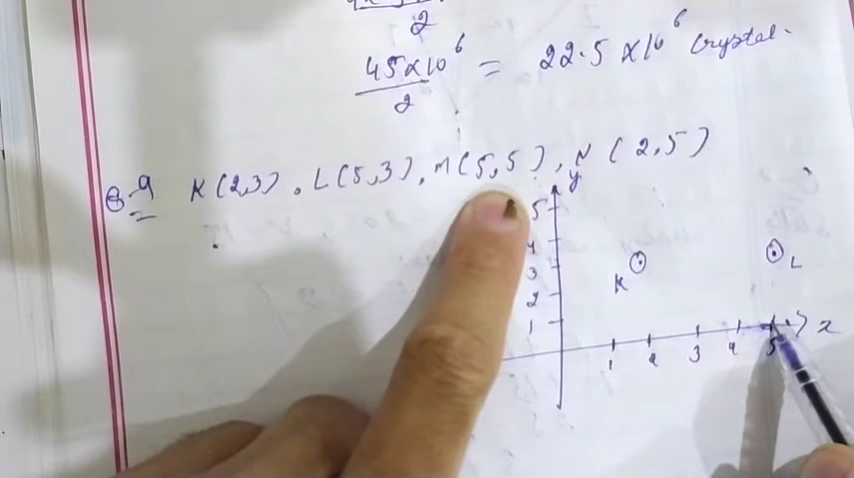 2
45×10⁶ = 22.5 ×10⁶ Crystal.
2
Q.9 K(2,3), L(5,3), M(5,5), N(2,5)
y
5
4
3
2
1
K
L
1 2 3 4 5 x